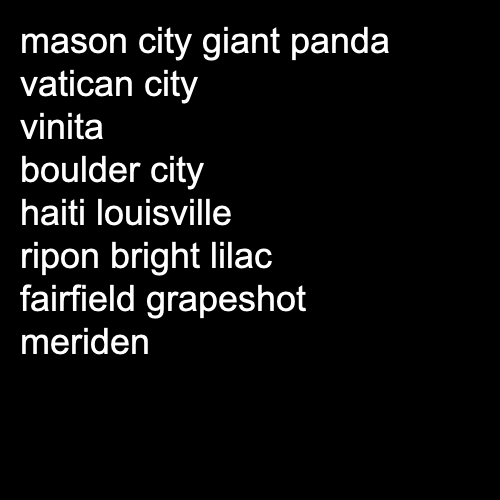 mason city giant panda
vatican city
vinita
boulder city
haiti louisville
ripon bright lilac
fairfield grapeshot
meriden